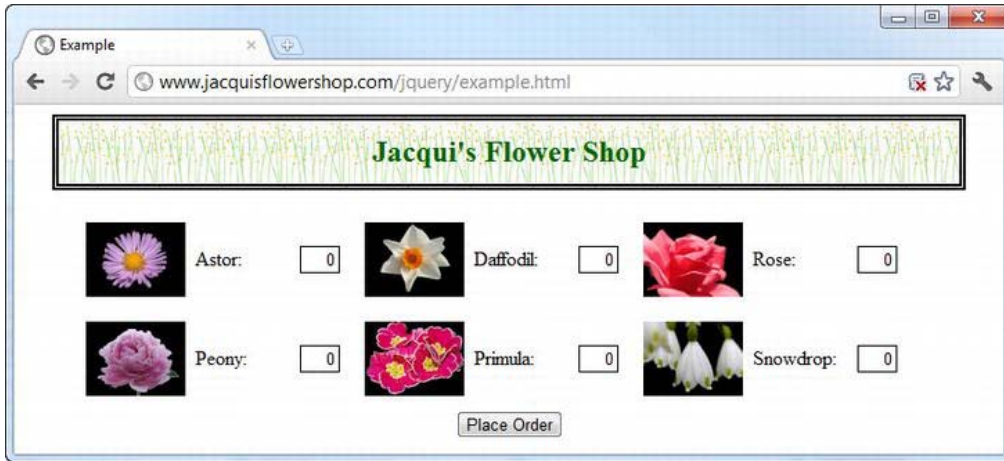 Example
www.jacquisflowershop.com/jquery/example.html
Jacqui's Flower Shop
Astor: 0 Daffodil: 0 Rose: 0
Peony: 0 Primula: 0 Snowdrop: 0
Place Order